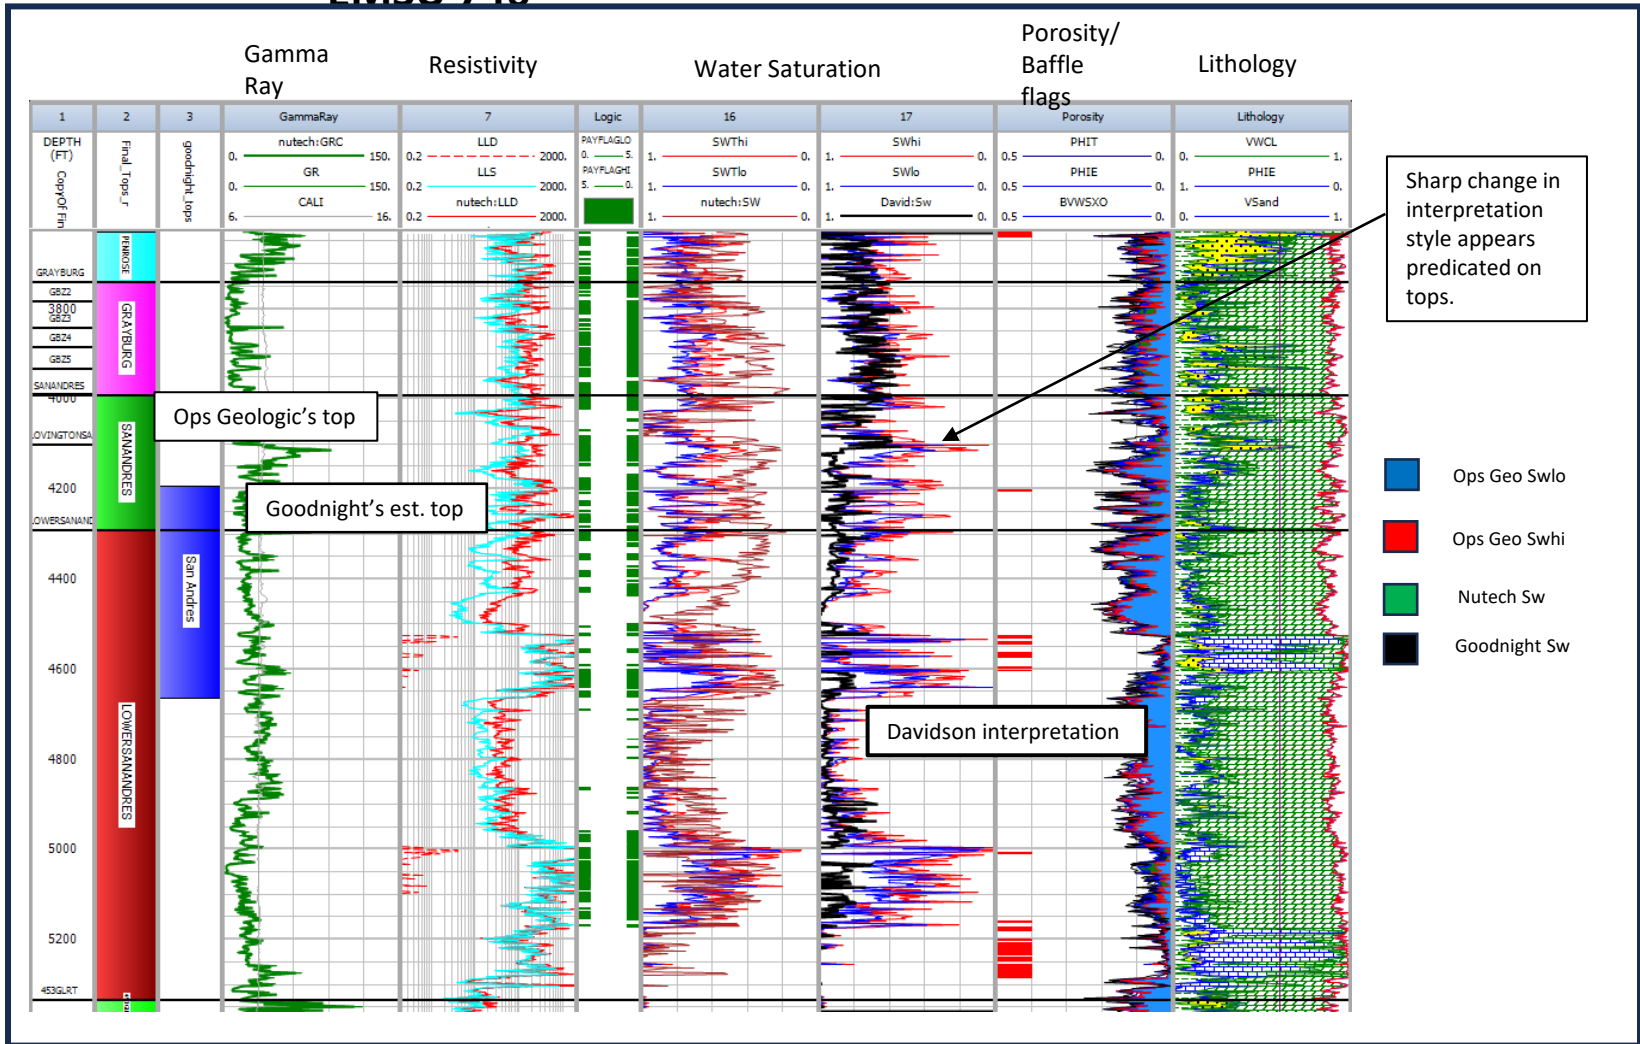 Gamma
Ray
Resistivity
Water Saturation
Porosity/
Baffle
flags
Lithology
1
2
3
GammaRay
7
Logic
16
17
Porosity
Lithology
DEPTH
(FT)
CopyOf Fin
Final_Tops_r
goodnight_tops
nutech:GRC
0. 150.
GR
0. 150.
CALI
6. 16.
LLD
0.2 2000.
LLS
0.2 2000.
nutech:LLD
0.2 2000.
PAYFLAGLO
0. 5.
PAYFLAGHI
5. 0.
SWThi
1. 0.
SWTlo
1. 0.
nutech:SW
1. 0.
SWhi
1. 0.
SWlo
1. 0.
David:Sw
1. 0.
PHIT
0.5 0.
PHIE
0.5 0.
BVWSXO
0.5 0.
VWCL
0. 1.
PHIE
1. 0.
VSand
0. 1.
Sharp change in
interpretation
style appears
predicated on
tops.
PENROSE
GRAYBURG
GBZ2
3800
GBZ3
GBZ4
GBZ5
GRAYBURG
SANANDRES
4000
Ops Geologic's top
OVINGTONSA
SANANDRES
4200
Goodnight's est. top
OWERSANAND
4400
San Andres
4600
LOWERSANANDRES
Davidson interpretation
4800
5000
5200
453GLRT
Ops Geo Swlo
Ops Geo Swhi
Nutech Sw
Goodnight Sw